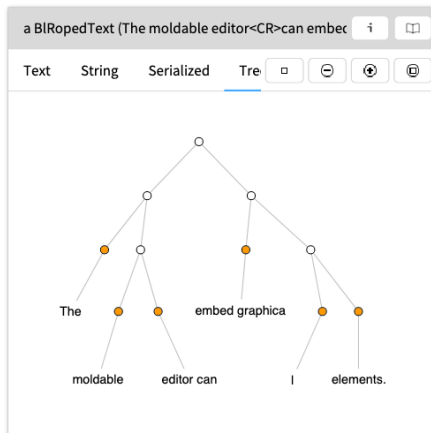 a BlRopedText (The moldable editor<CR>can embec
Text String Serialized Tre
The
embed graphica
moldable editor can l elements.